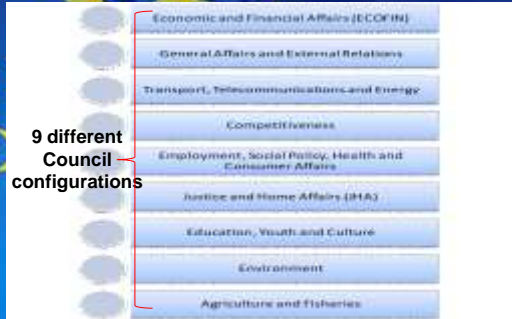 Economic and Financial Affairs (ECOFIN)
General Affairs and External Relations
Transport, Telecommunications and Energy
Competitiveness
9 different
Council
configurations
Employment, Social Policy, Health and
Consumer Affairs
Justice and Home Affairs (JHA)
Education, Youth and Culture
Environment
Agriculture and Fisheries